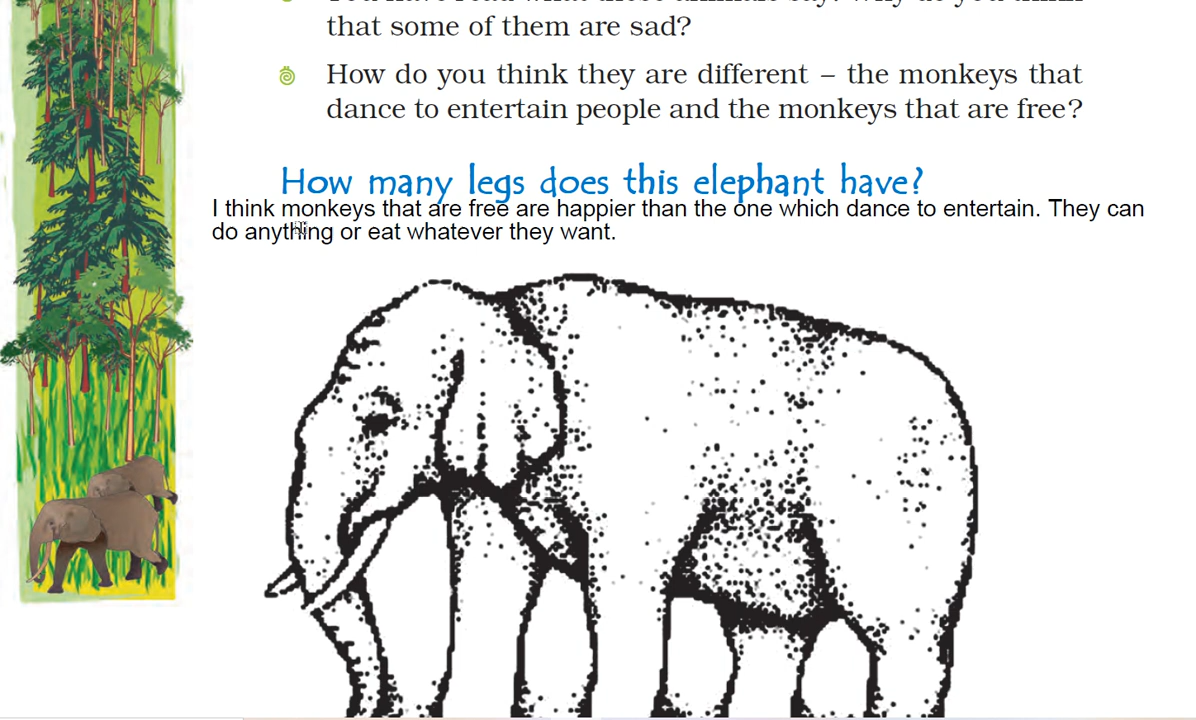 that some of them are sad?
How do you think they are different – the monkeys that
dance to entertain people and the monkeys that are free?
How many legs does this elephant have?
I think monkeys that are free are happier than the one which dance to entertain. They can
do anything or eat whatever they want.